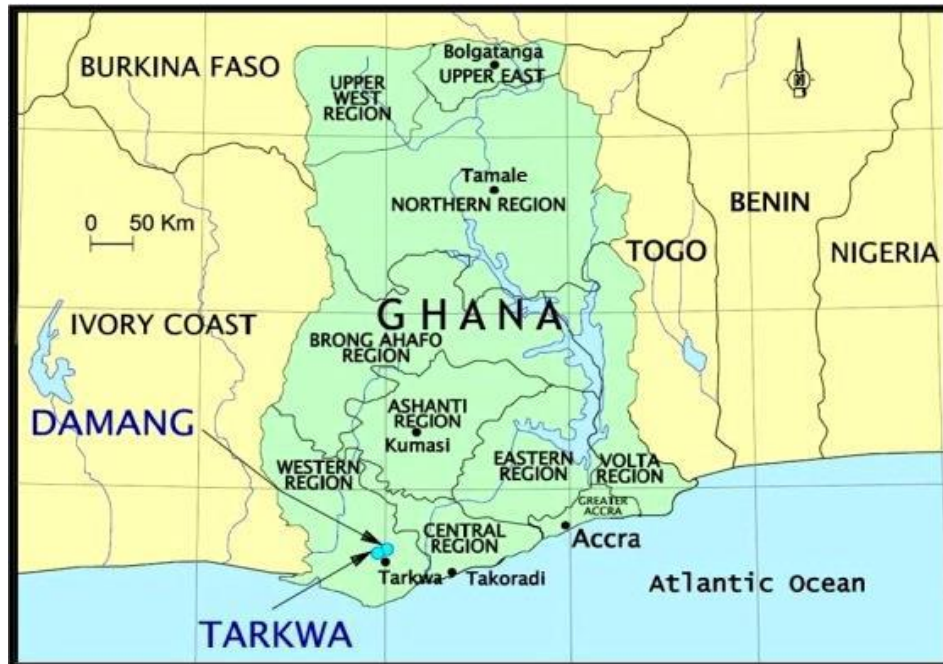 Bolgatanga
BURKINA FASO
UPPER EAST
UPPER
WEST
REGION
N
Tamale
NORTHERN REGION
BENIN
0 50 Km
TOGO
NIGERIA
GHANA
IVORY COAST
BRONG AHAFO
REGION
ASHANTI
REGION
DAMANG
Kumasi
EASTERN
REGION
VOLTA
REGION
WESTERN
REGION
GREATER
ACCRA
CENTRAL
REGION
Accra
Tarkwa
Takoradi
Atlantic Ocean
TARKWA